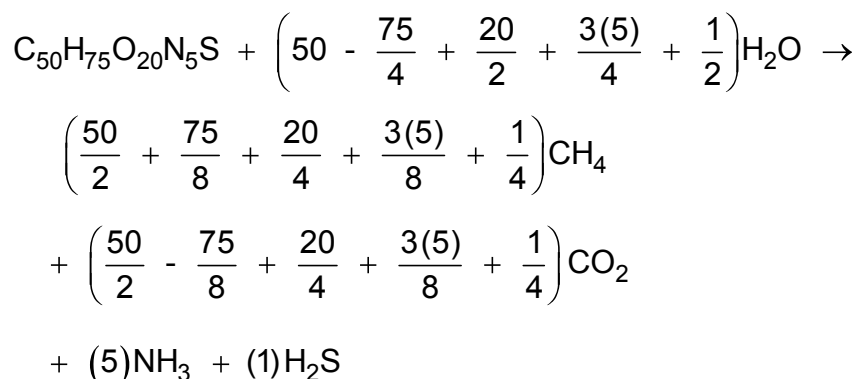 C₅₀H₇₅O₂₀N₅S + (50 - 75/4 + 20/2 + 3(5)/4 + 1/2)H₂O →
(50/2 + 75/8 + 20/4 + 3(5)/8 + 1/4)CH₄
+ (50/2 - 75/8 + 20/4 + 3(5)/8 + 1/4)CO₂
+ (5)NH₃ + (1)H₂S